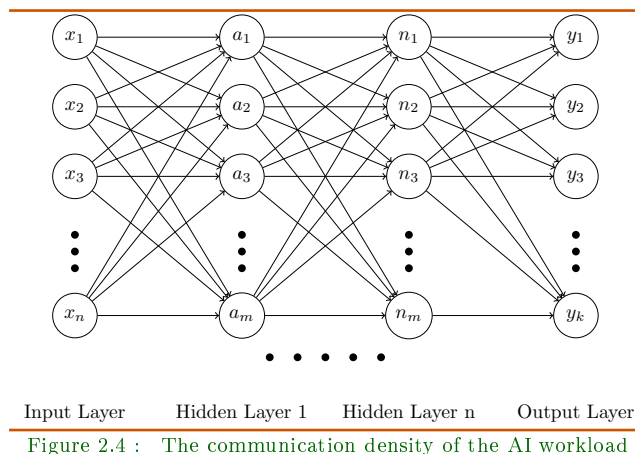 x1 a1 n1 y1
x2 a2 n2 y2
x3 a3 n3 y3
xn am nm yk
Input Layer Hidden Layer 1 Hidden Layer n Output Layer
Figure 2.4 : The communication density of the AI workload